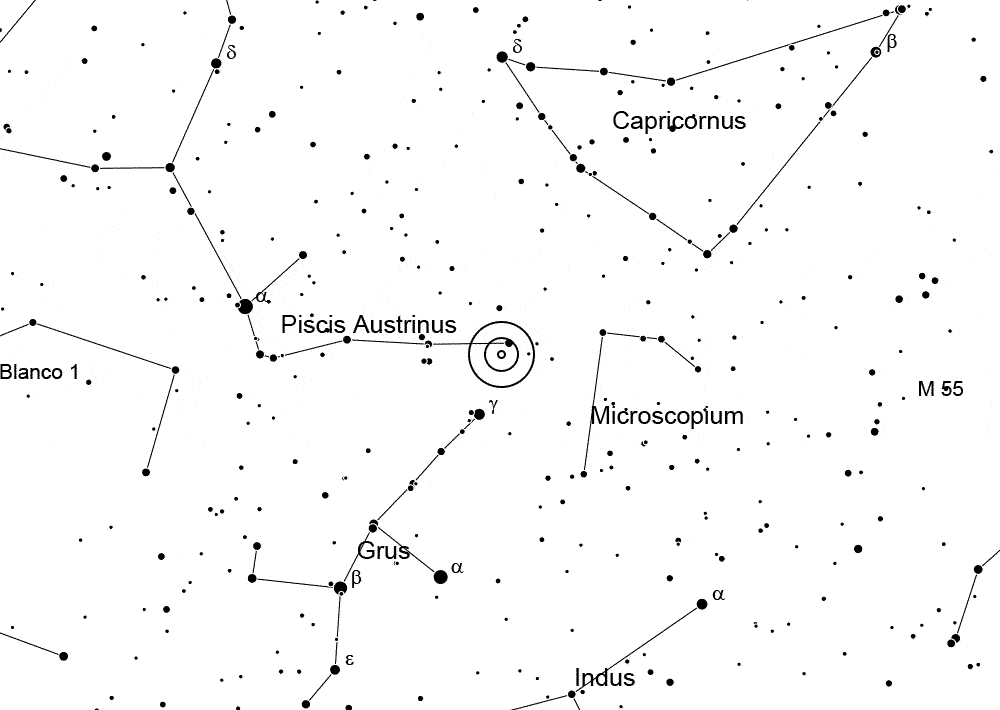 δ
δ
β
Capricornus
α
Piscis Austrinus
Blanco 1
M 55
γ
Microscopium
Grus
α
β
α
ε
Indus